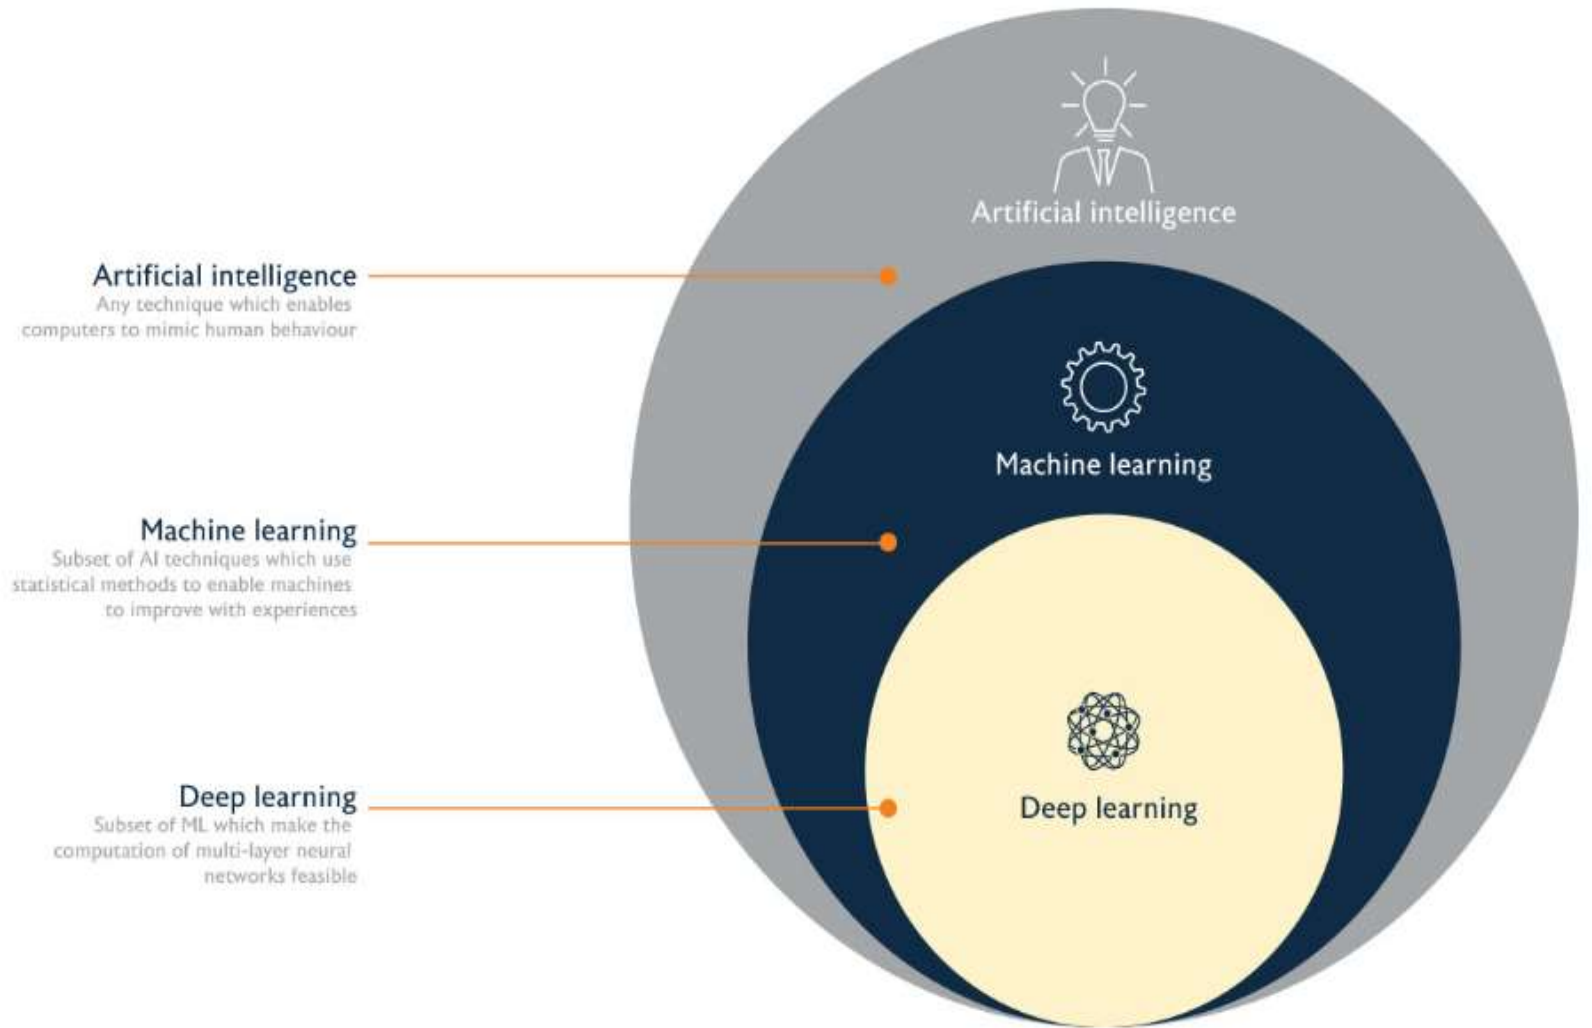 Artificial intelligence
Artificial intelligence
Any technique which enables
computers to mimic human behaviour
Machine learning
Machine learning
Subset of AI techniques which use
statistical methods to enable machines
to improve with experiences
Deep learning
Subset of ML which make the
computation of multi-layer neural
networks feasible
Deep learning